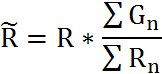 R̃ = R * ∑ Gₙ / ∑ Rₙ